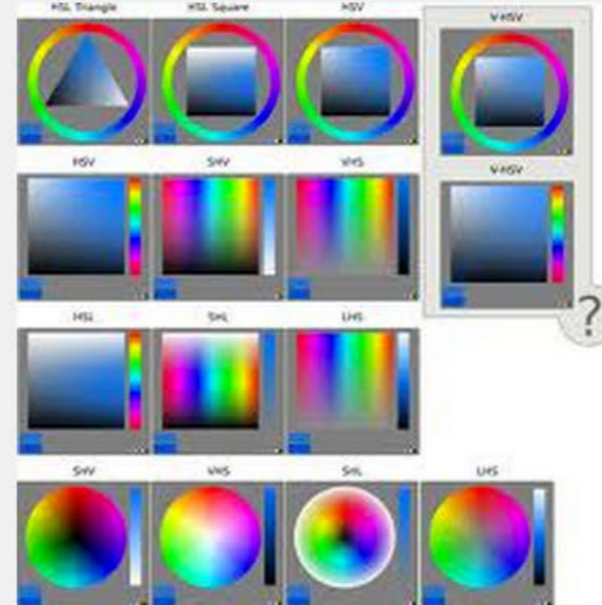 HSL Triangle
HSL Square
HSV
V-HSV
HSV
SHV
VHS
V-HSV
HSL
SHL
LHS
SHV
VHS
SHL
LHS
?